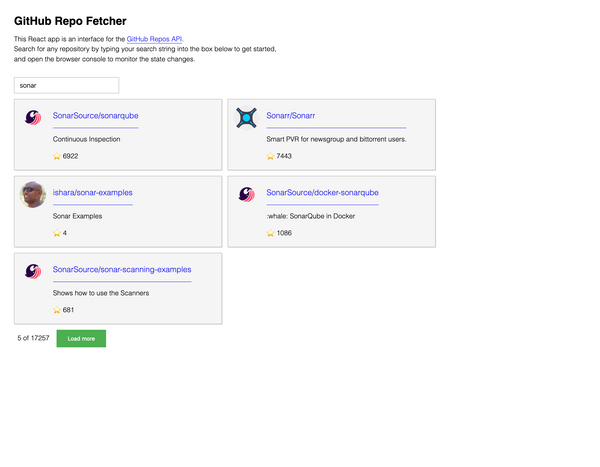 GitHub Repo Fetcher
This React app is an interface for the GitHub Repos API.
Search for any repository by typing your search string into the box below to get started,
and open the browser console to monitor the state changes.
sonar
SonarSource/sonarqube
Continuous Inspection
6922
Sonarr/Sonarr
Smart PVR for newsgroup and bittorrent users.
7443
ishara/sonar-examples
Sonar Examples
4
SonarSource/docker-sonarqube
:whale: SonarQube in Docker
1086
SonarSource/sonar-scanning-examples
Shows how to use the Scanners
681
5 of 17257
Load more